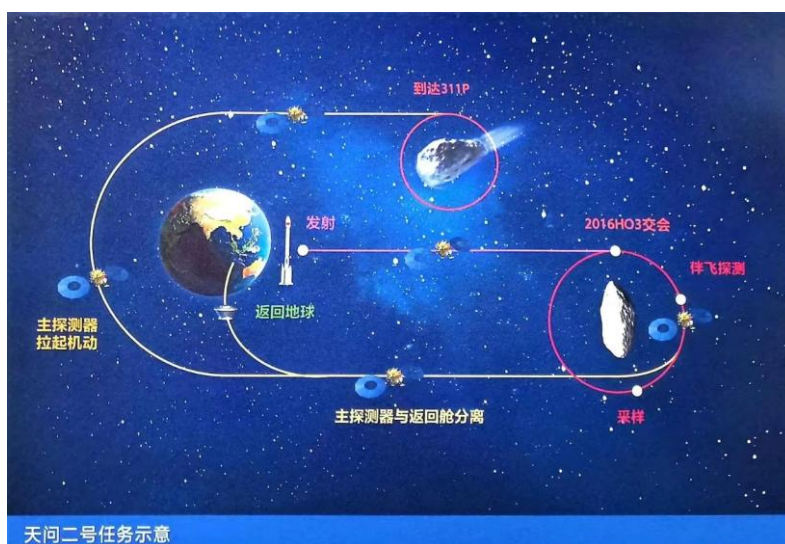 到达311P
发射
2016HO3交会
伴飞探测
返回地球
主探测器
拉起机动
主探测器与返回舱分离
采样
天问二号任务示意